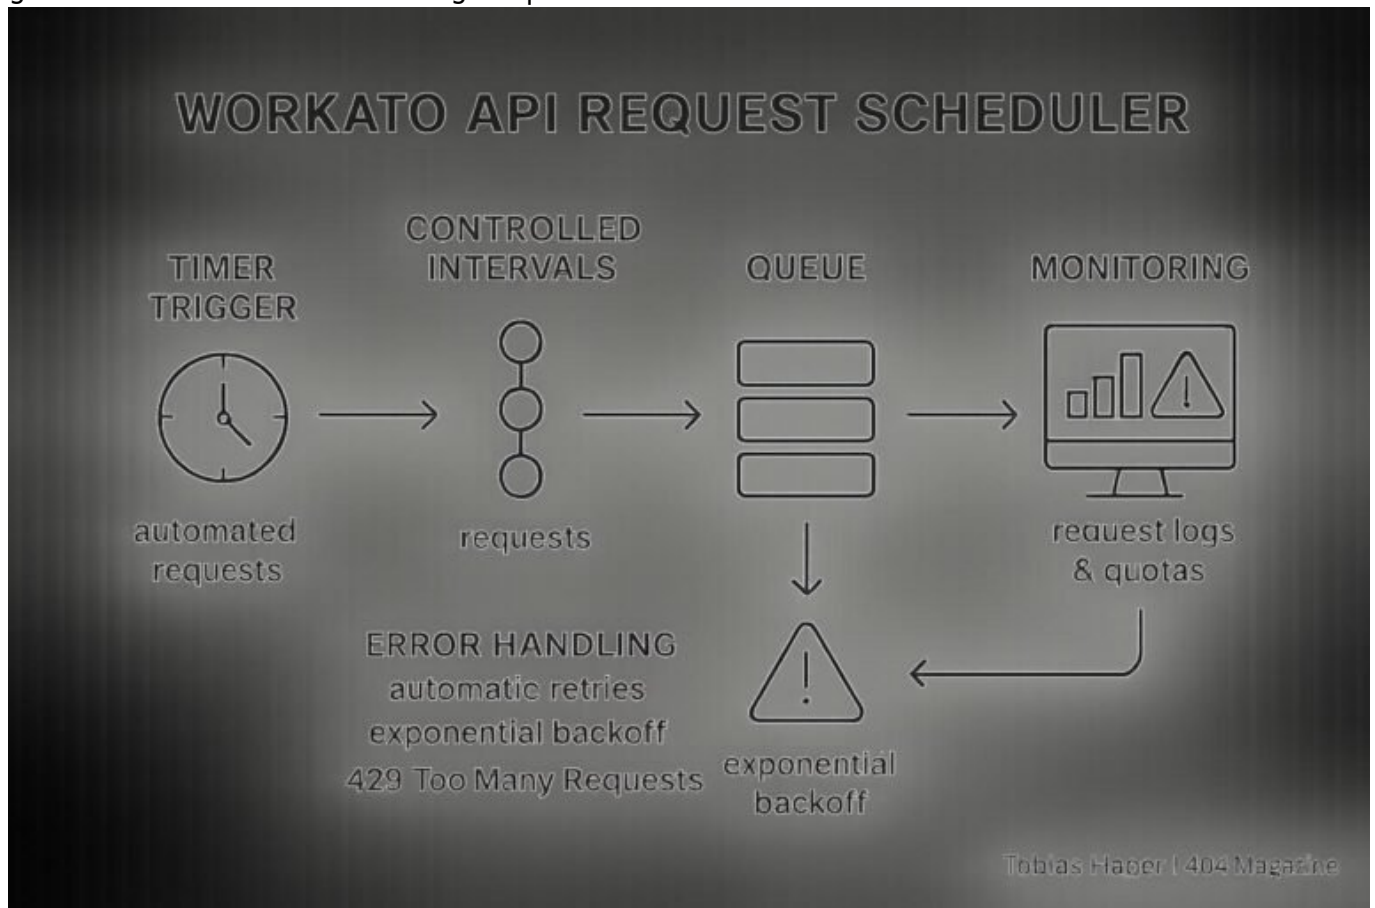 WORKATO API REQUEST SCHEDULER
TIMER
TRIGGER
automated
requests
CONTROLLED
INTERVALS
requests
QUEUE
MONITORING
request logs
& quotas
ERROR HANDLING
automatic retries
exponential backoff
429 Too Many Requests
exponential
backoff
Tobias Hager | 404 Magazine